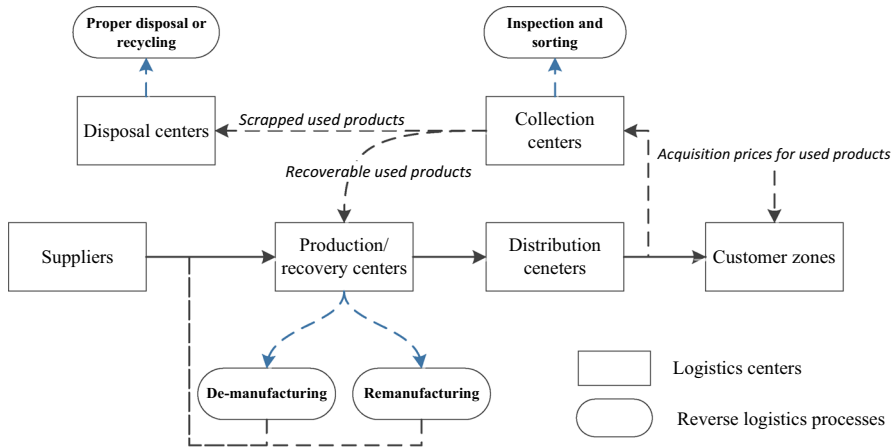 Proper disposal or
recycling
Inspection and
sorting
Disposal centers
Scrapped used products
Collection
centers
Acquisition prices for used products
Recoverable used products
Suppliers
Production/
recovery centers
Distribution
ceneters
Customer zones
De-manufacturing
Remanufacturing
Logistics centers
Reverse logistics processes